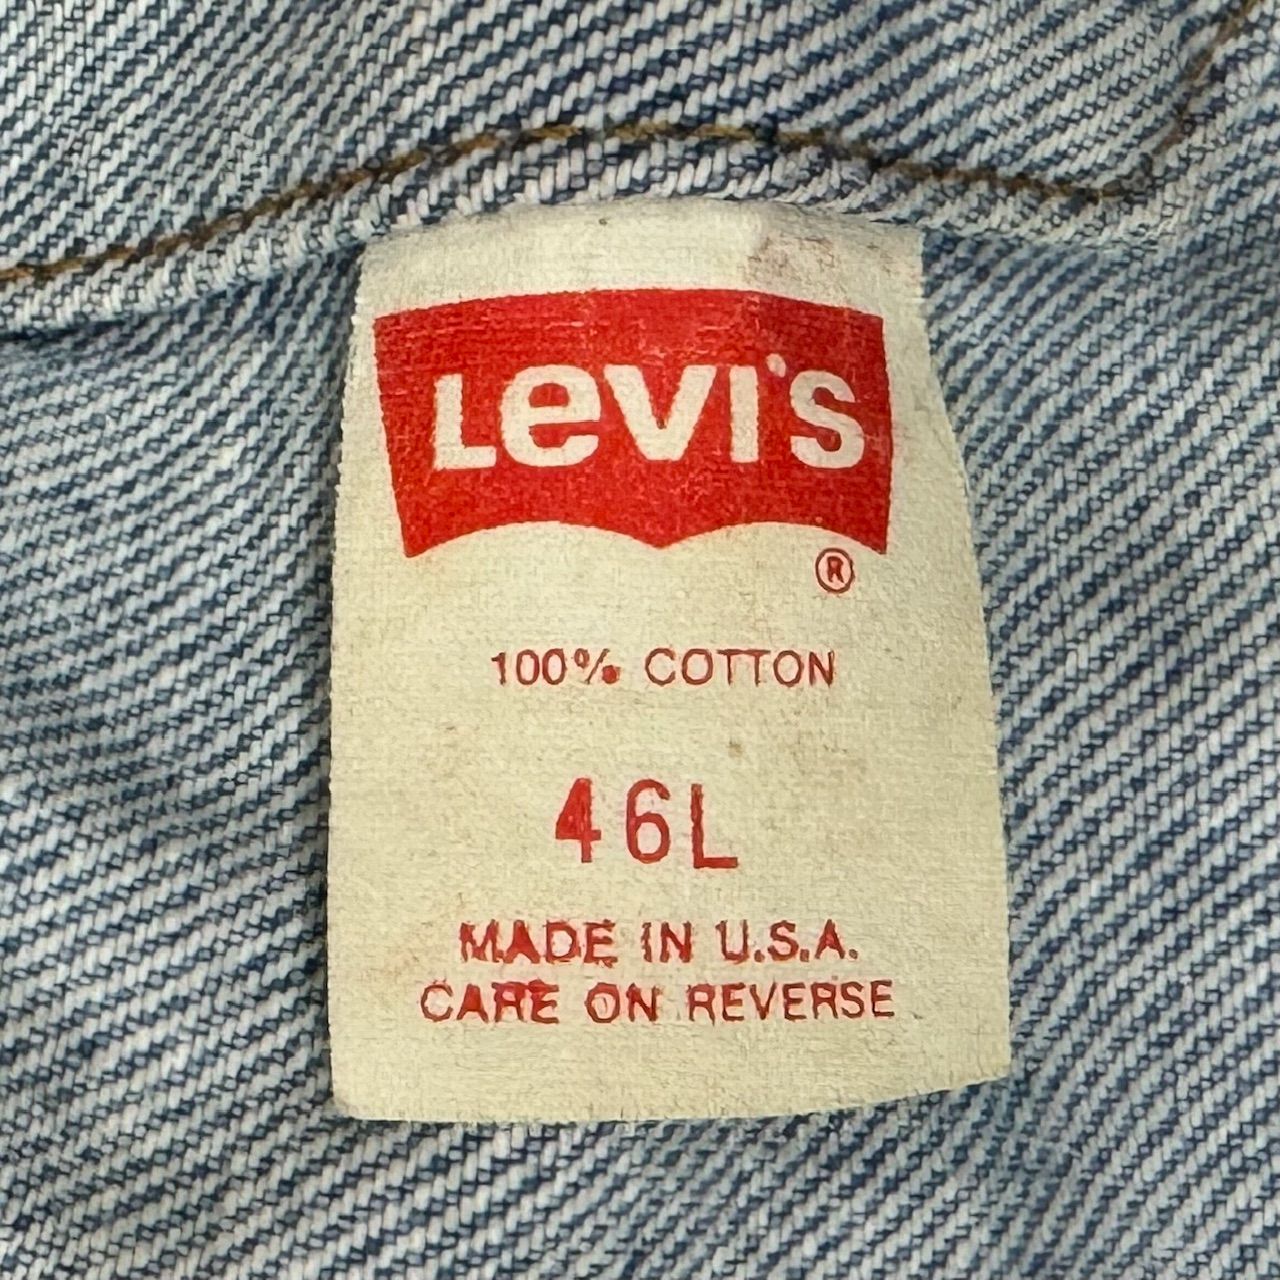 Levi's
®
100% COTTON
46L
MADE IN U.S.A.
CARE ON REVERSE